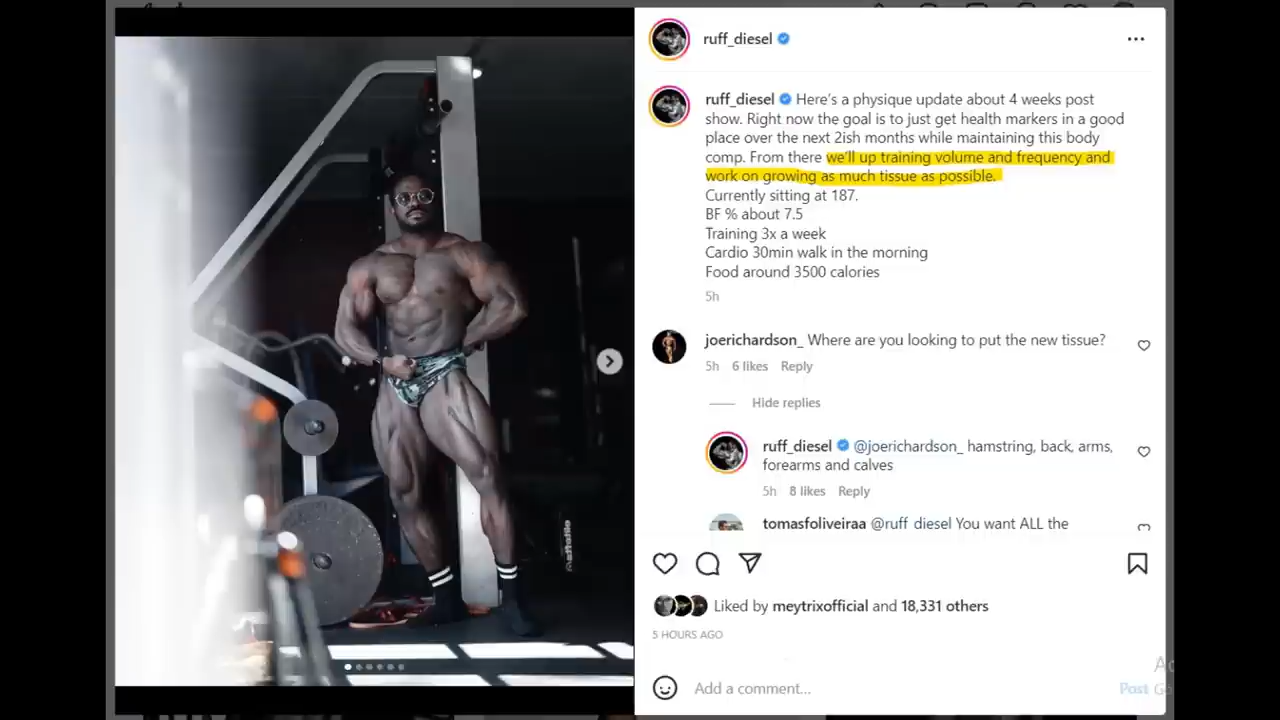 ruff_diesel
ruff_diesel Here's a physique update about 4 weeks post
show. Right now the goal is to just get health markers in a good
place over the next 2ish months while maintaining this body
comp. From there we'll up training volume and frequency and
work on growing as much tissue as possible.
Currently sitting at 187.
BF % about 7.5
Training 3x a week
Cardio 30min walk in the morning
Food around 3500 calories
5h
joerichardson_ Where are you looking to put the new tissue?
5h 6 likes Reply
Hide replies
ruff_diesel @joerichardson_ hamstring, back, arms,
forearms and calves
5h 8 likes Reply
tomasfoliveiraa @ruff_diesel You want ALL the
Liked by meytrixofficial and 18,331 others
5 HOURS AGO
Add a comment...
Post